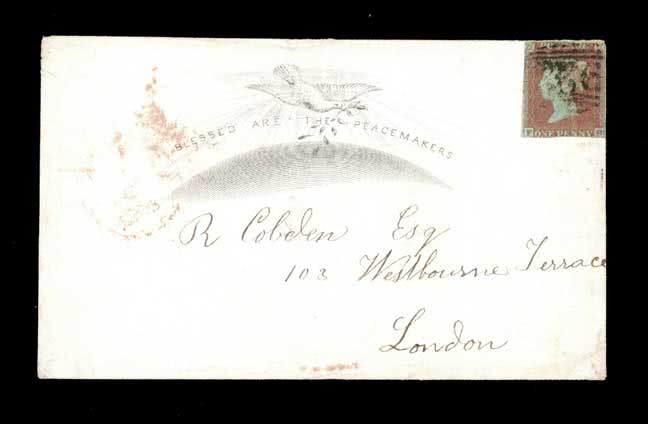 BLESSED ARE THE PEACEMAKERS
ONE PENNY
R Cobden Esq
103 Westbourne Terrace
London